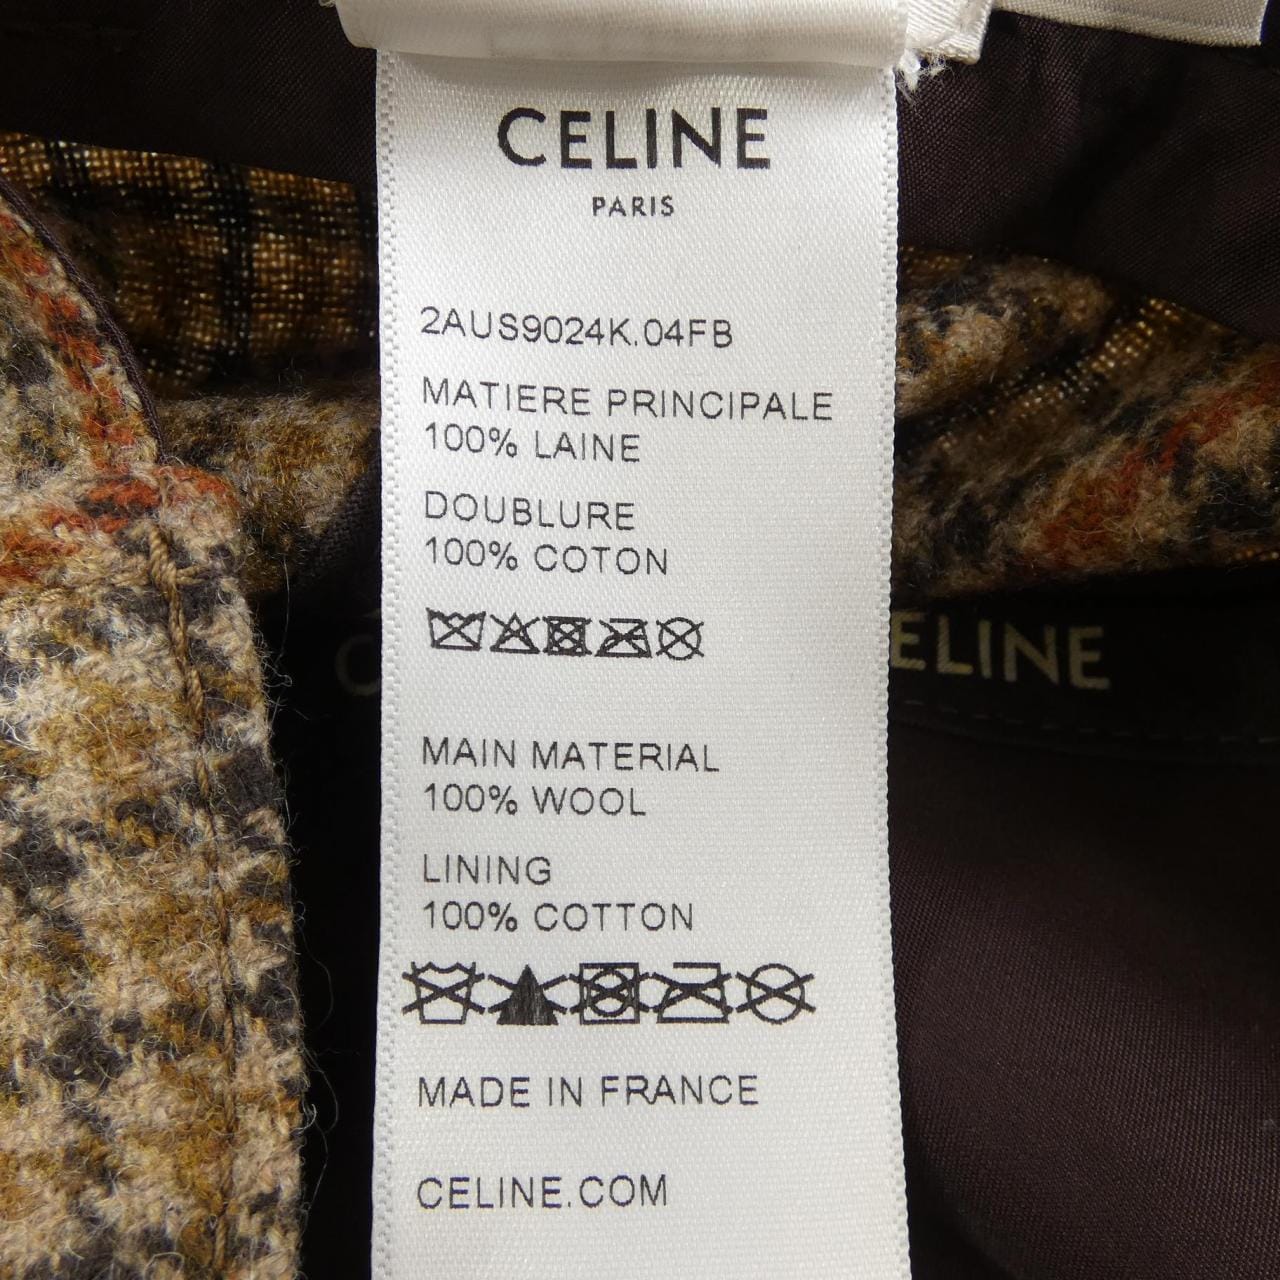 CELINE
PARIS
2AUS9024K.04FB
MATIERE PRINCIPALE
100% LAINE
DOUBLURE
100% COTON
MAIN MATERIAL
100% WOOL
LINING
100% COTTON
MADE IN FRANCE
CELINE.COM
C ELINE